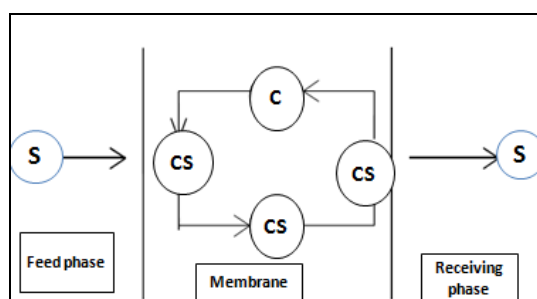 C
S
CS
CS
S
CS
Feed phase
Membrane
Receiving
phase